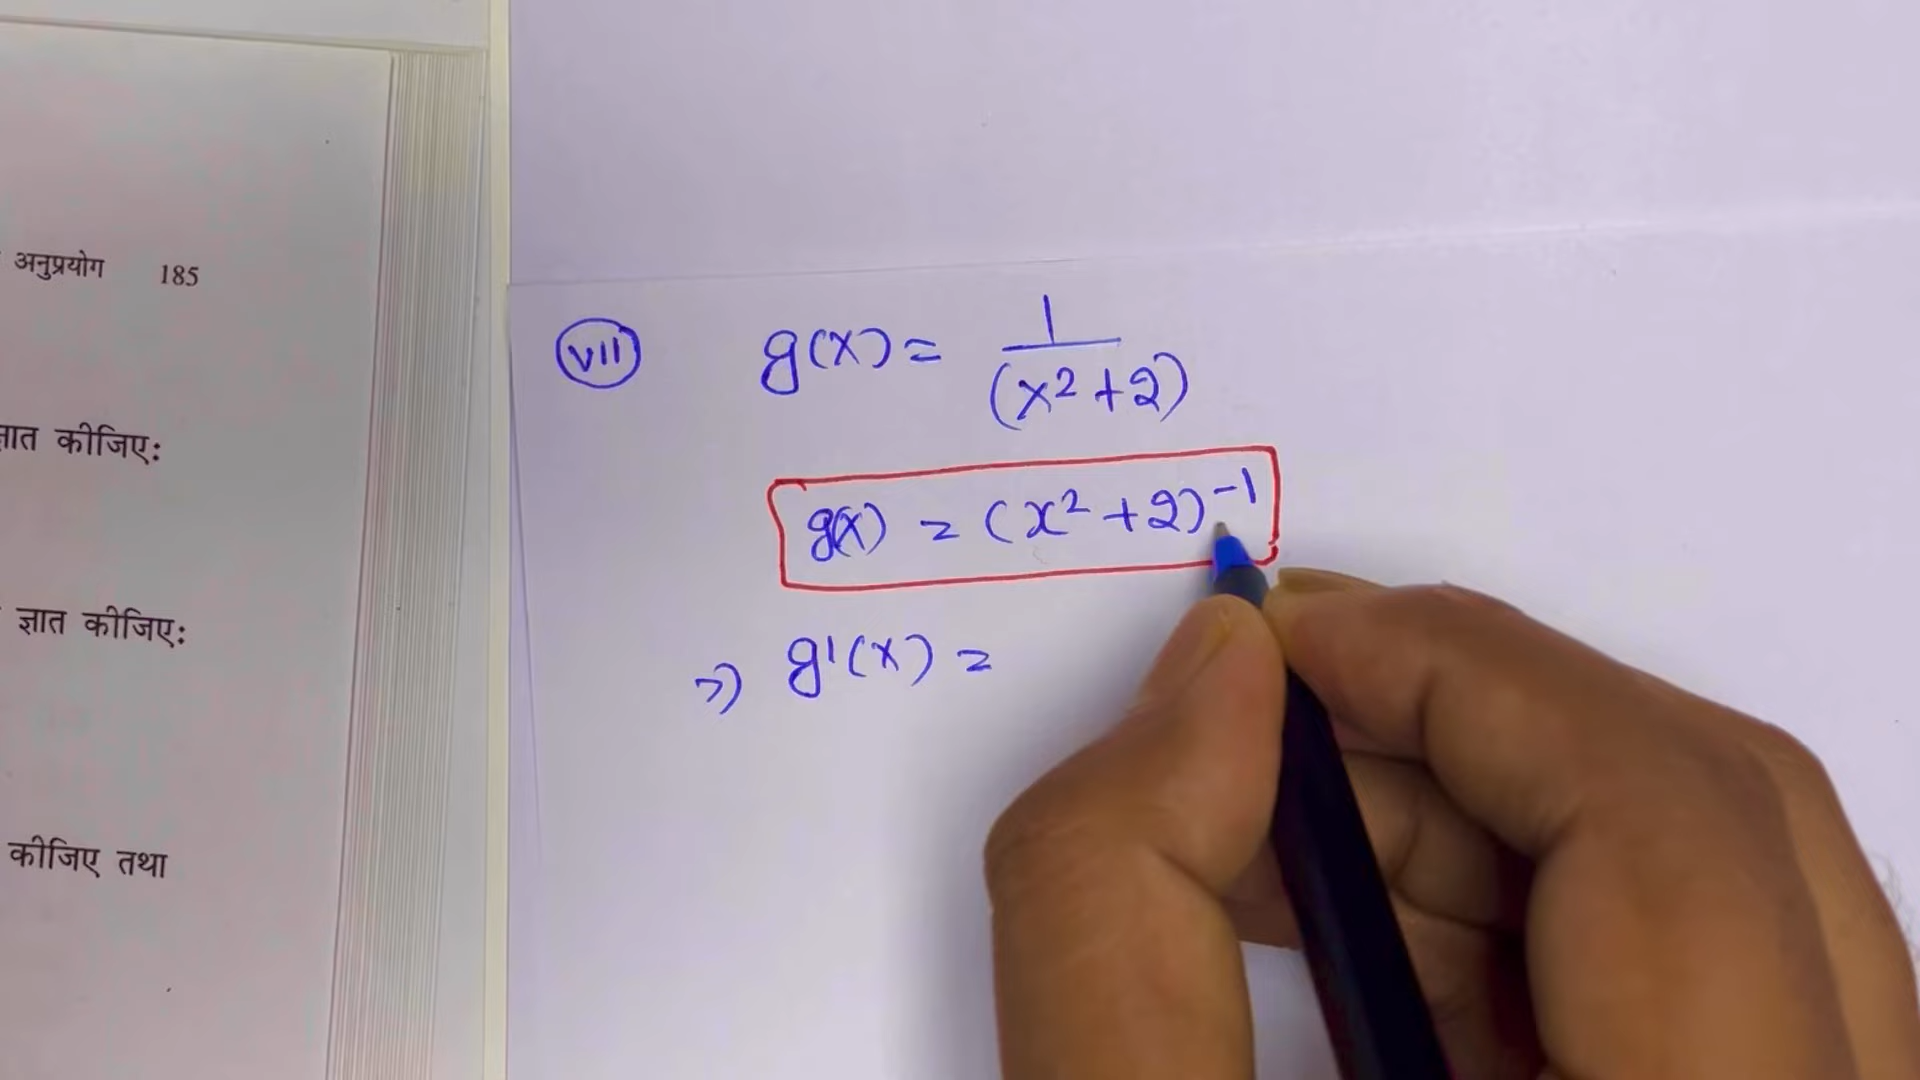 अनुप्रयोग 185
कीजिए:
ज्ञात कीजिए:
कीजिए तथा
(VII) g(x) = 1/(x²+2)
g(x) = (x²+2)⁻¹
⇒ g'(x) =